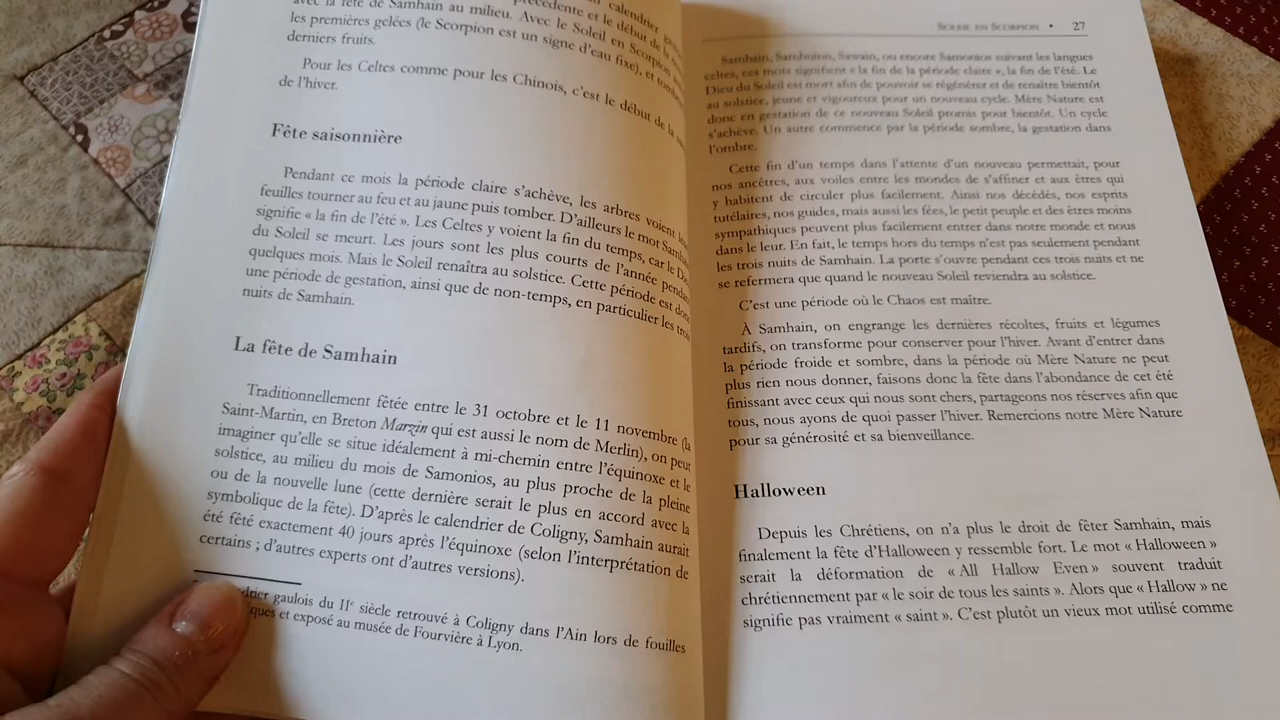 calendrier
avec la fête de Samhain au milieu. Avec le Soleil en Scorpion
les premières gelées (le Scorpion est un signe d'eau fixe), et
derniers fruits.
Pour les Celtes comme pour les Chinois, c'est le début de la
de l'hiver.
Fête saisonnière
Pendant ce mois la période claire s'achève, les arbres voient
feuilles tourner au feu et au jaune puis tomber. D'ailleurs le mot
signifie « la fin de l'été ». Les Celtes y voient la fin du temps, car le
du Soleil se meurt. Les jours sont les plus courts de l'année
quelques mois. Mais le Soleil renaîtra au solstice. Cette période est
une période de gestation, ainsi que de non-temps, en particulier les
nuits de Samhain.
La fête de Samhain
Traditionnellement fêtée entre le 31 octobre et le 11 novembre (la
Saint-Martin, en Breton Marzin qui est aussi le nom de Merlin), on peut
imaginer qu'elle se situe idéalement à mi-chemin entre l'équinoxe et le
solstice, au milieu du mois de Samonios, au plus proche de la pleine
ou de la nouvelle lune (cette dernière serait le plus en accord avec la
symbolique de la fête). D'après le calendrier de Coligny, Samhain aurait
été fêté exactement 40 jours après l'équinoxe (selon l'interprétation de
certains ; d'autres experts ont d'autres versions).
gaulois du IIe siècle retrouvé à Coligny dans l'Ain lors de fouilles
et exposé au musée de Fourvière à Lyon.
Soleil en Scorpion • 27
Samhain, Samhuinn, Sawain, ou encore Samonios suivant les langues
celtes, ces mots signifient « la fin de la période claire », la fin de l'été. Le
Dieu du Soleil est mort afin de pouvoir se régénérer et de renaître bientôt
au solstice, jeune et vigoureux pour un nouveau cycle. Mère Nature est
donc en gestation de ce nouveau Soleil promis pour bientôt. Un cycle
s'achève. Un autre commence par la période sombre, la gestation dans
l'ombre.
Cette fin d'un temps dans l'attente d'un nouveau permettait, pour
nos ancêtres, aux voiles entre les mondes de s'affiner et aux êtres qui
y habitent de circuler plus facilement. Ainsi nos décédés, nos esprits
tutélaires, nos guides, mais aussi les fées, le petit peuple et des êtres moins
sympathiques peuvent plus facilement entrer dans notre monde et nous
dans le leur. En fait, le temps hors du temps n'est pas seulement pendant
les trois nuits de Samhain. La porte s'ouvre pendant ces trois nuits et ne
se refermera que quand le nouveau Soleil reviendra au solstice.
C'est une période où le Chaos est maître.
À Samhain, on engrange les dernières récoltes, fruits et légumes
tardifs, on transforme pour conserver pour l'hiver. Avant d'entrer dans
la période froide et sombre, dans la période où Mère Nature ne peut
plus rien nous donner, faisons donc la fête dans l'abondance de cet été
finissant avec ceux qui nous sont chers, partageons nos réserves afin que
tous, nous ayons de quoi passer l'hiver. Remercions notre Mère Nature
pour sa générosité et sa bienveillance.
Halloween
Depuis les Chrétiens, on n'a plus le droit de fêter Samhain, mais
finalement la fête d'Halloween y ressemble fort. Le mot « Halloween »
serait la déformation de « All Hallow Even » souvent traduit
chrétiennement par « le soir de tous les saints ». Alors que « Hallow » ne
signifie pas vraiment « saint ». C'est plutôt un vieux mot utilisé comme